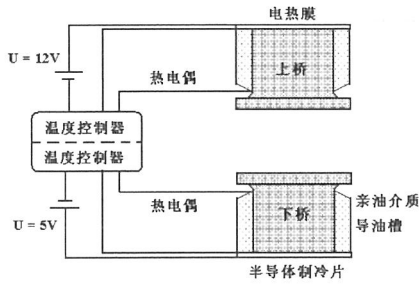 电热膜
U = 12V
热电偶
上桥
温度控制器
温度控制器
热电偶
下桥
亲油介质
导油槽
U = 5V
半导体制冷片